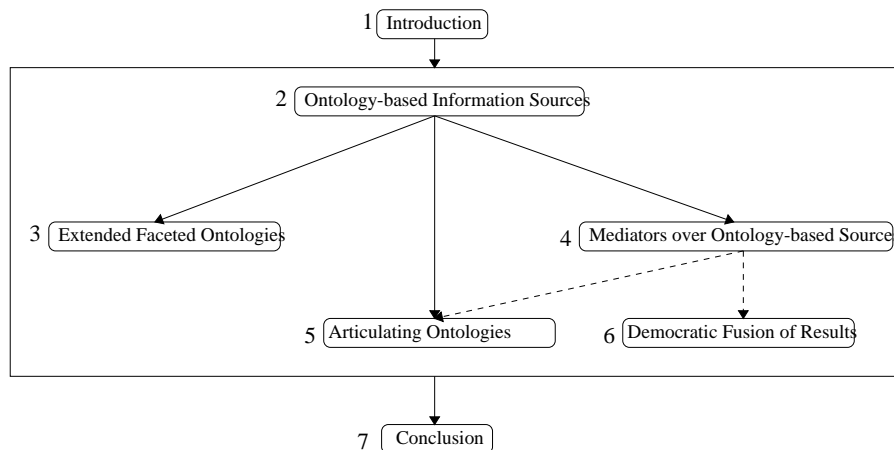 1 Introduction
2 Ontology-based Information Sources
3 Extended Faceted Ontologies
4 Mediators over Ontology-based Source
5 Articulating Ontologies
6 Democratic Fusion of Results
7 Conclusion